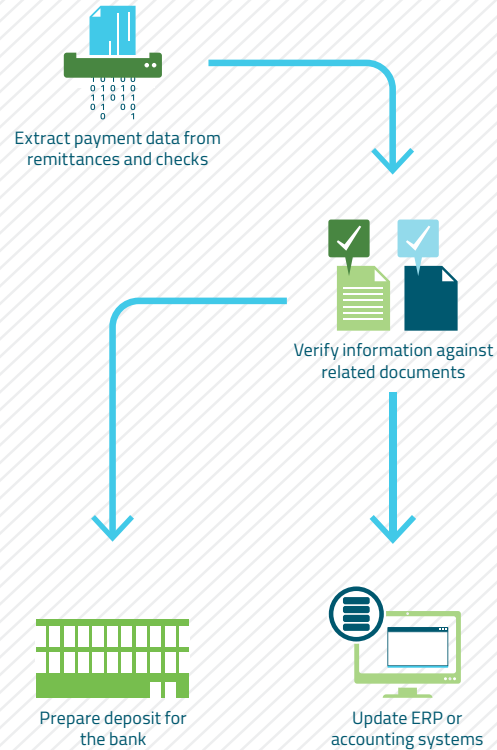 1 0 1 0 0
0 1 1 1 0
1 1 0 1 1
0 1 0 0
0 1
Extract payment data from
remittances and checks
Verify information against
related documents
Prepare deposit for
the bank
Update ERP or
accounting systems